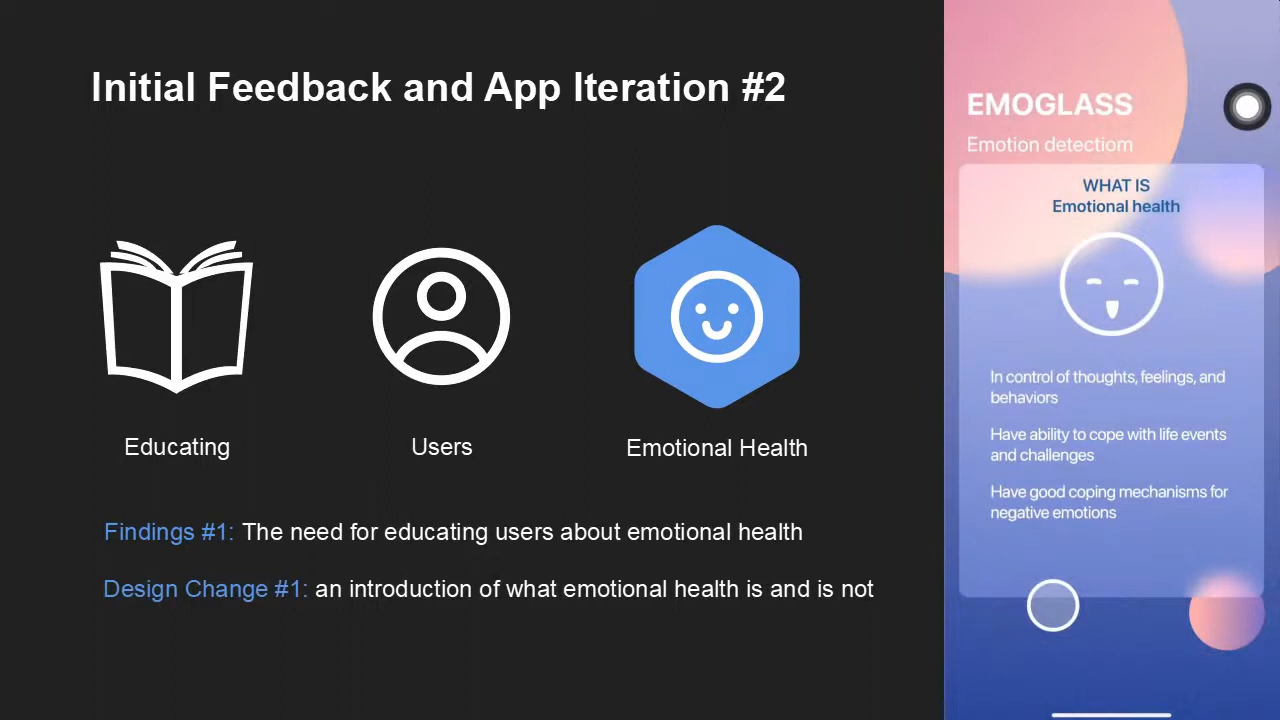 Initial Feedback and App Iteration #2
Educating
Users
Emotional Health
Findings #1: The need for educating users about emotional health
Design Change #1: an introduction of what emotional health is and is not
EMOGLASS
Emotion detectiom
WHAT IS
Emotional health
In control of thoughts, feelings, and
behaviors
Have ability to cope with life events
and challenges
Have good coping mechanisms for
negative emotions